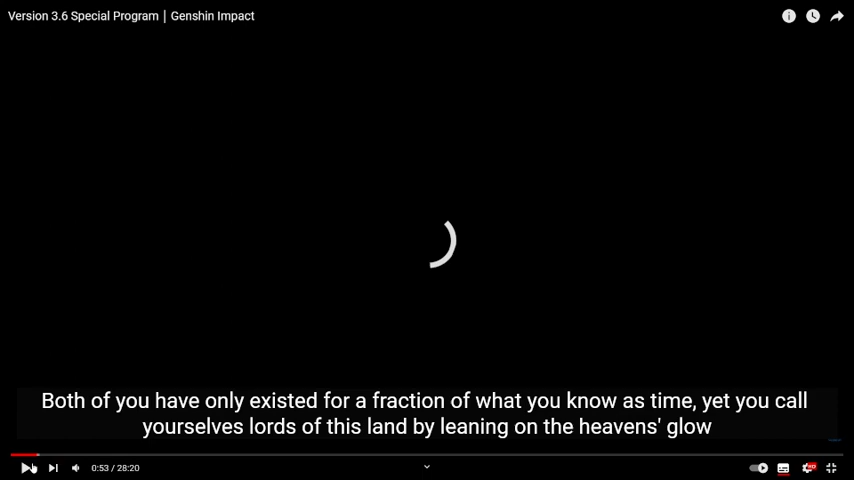 Version 3.6 Special Program | Genshin Impact
Both of you have only existed for a fraction of what you know as time, yet you call
yourselves lords of this land by leaning on the heavens' glow
0:53 / 28:20
HD